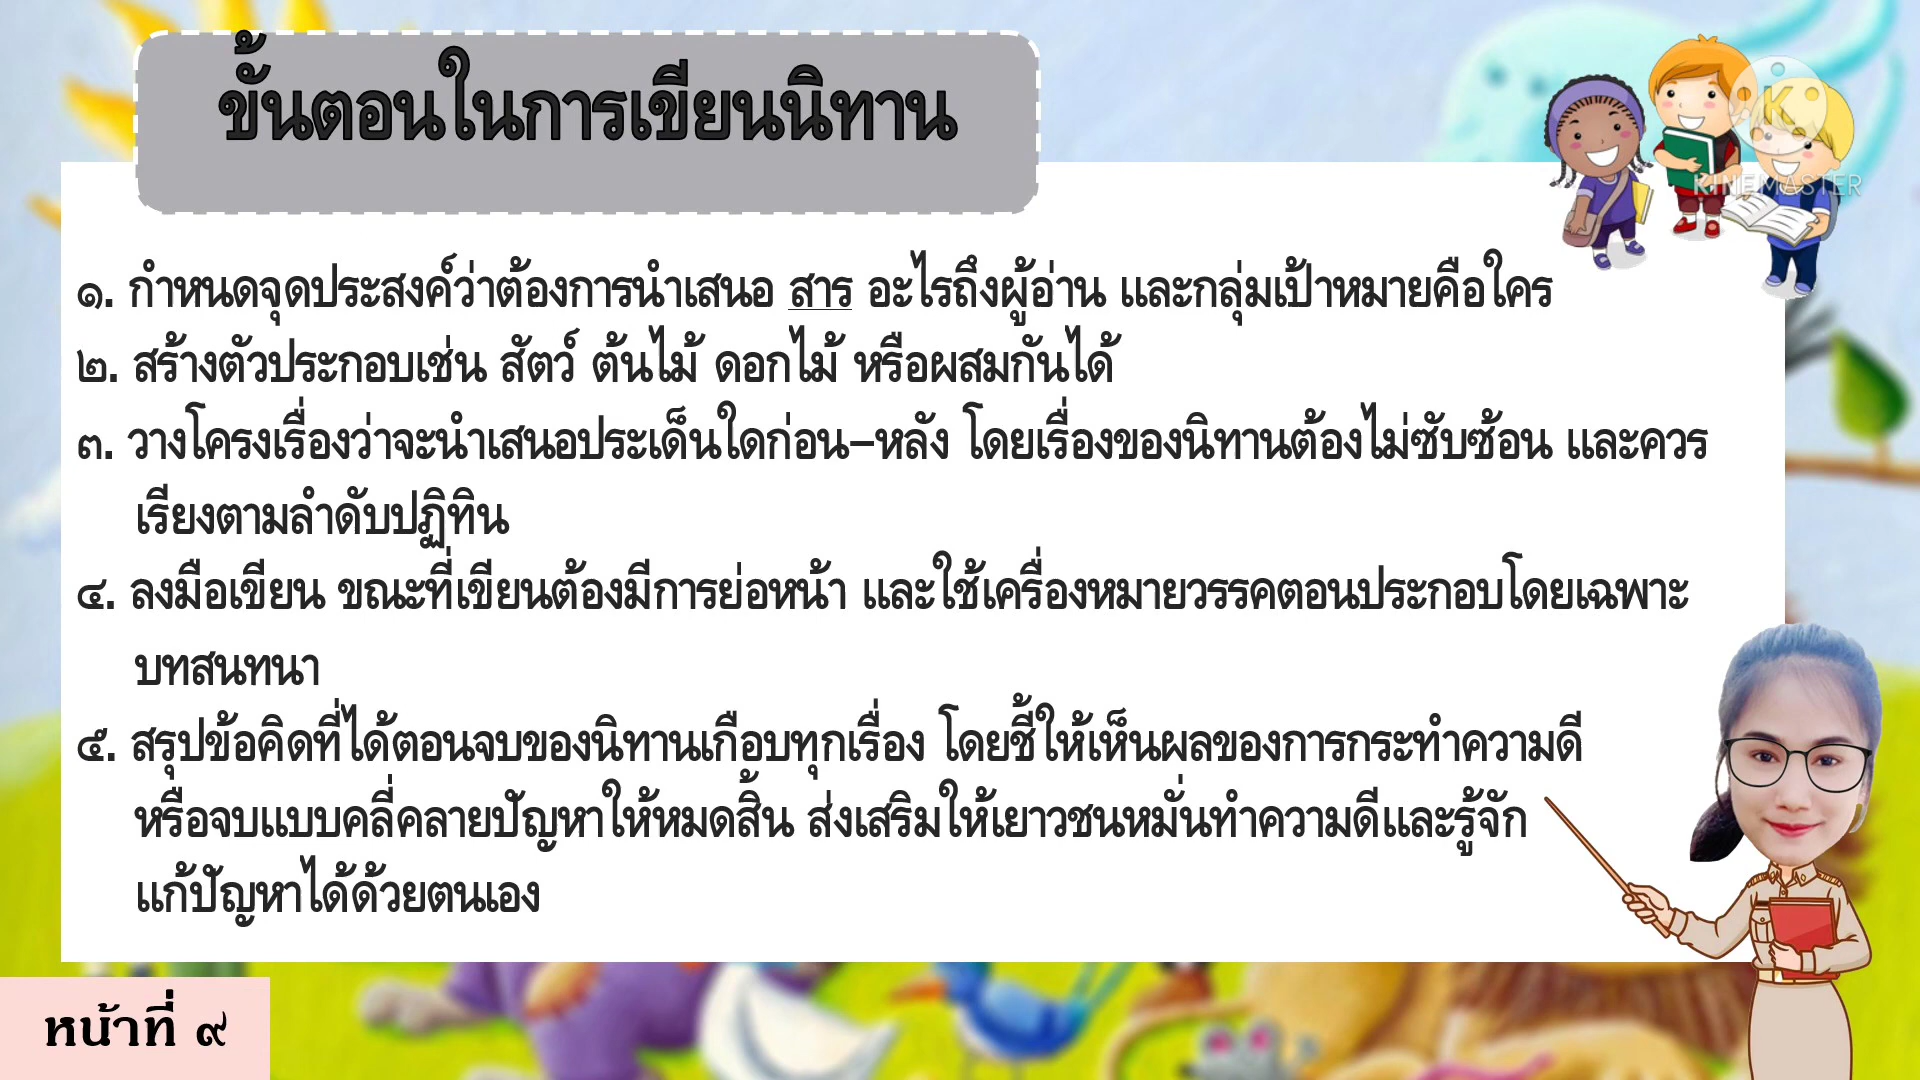 ขั้นตอนในการเขียนนิทาน
KINEMASTER
๑. กำหนดจุดประสงค์ว่าต้องการนำเสนอ สาร อะไรถึงผู้อ่าน และกลุ่มเป้าหมายคือใคร
๒. สร้างตัวประกอบเช่น สัตว์ ต้นไม้ ดอกไม้ หรือผสมกันได้
๓. วางโครงเรื่องว่าจะนำเสนอประเด็นใดก่อน-หลัง โดยเรื่องของนิทานต้องไม่ซับซ้อน และควร
เรียงตามลำดับปฏิทิน
๔. ลงมือเขียน ขณะที่เขียนต้องมีการย่อหน้า และใช้เครื่องหมายวรรคตอนประกอบโดยเฉพาะ
บทสนทนา
๕. สรุปข้อคิดที่ได้ตอนจบของนิทานเกือบทุกเรื่อง โดยชี้ให้เห็นผลของการกระทำความดี
หรือจบแบบคลี่คลายปัญหาให้หมดสิ้น ส่งเสริมให้เยาวชนหมั่นทำความดีและรู้จัก
แก้ปัญหาได้ด้วยตนเอง
หน้าที่ ๙